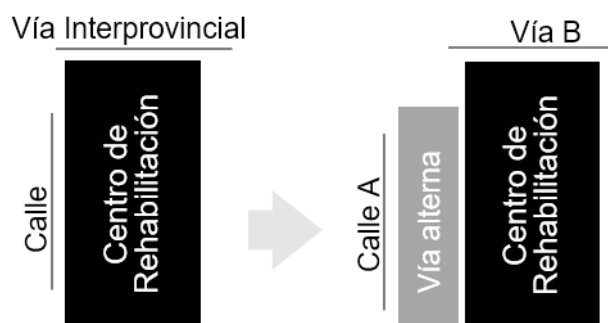 Vía Interprovincial
Calle
Centro de
Rehabilitación
Vía B
Calle A
Vía alterna
Centro de
Rehabilitación